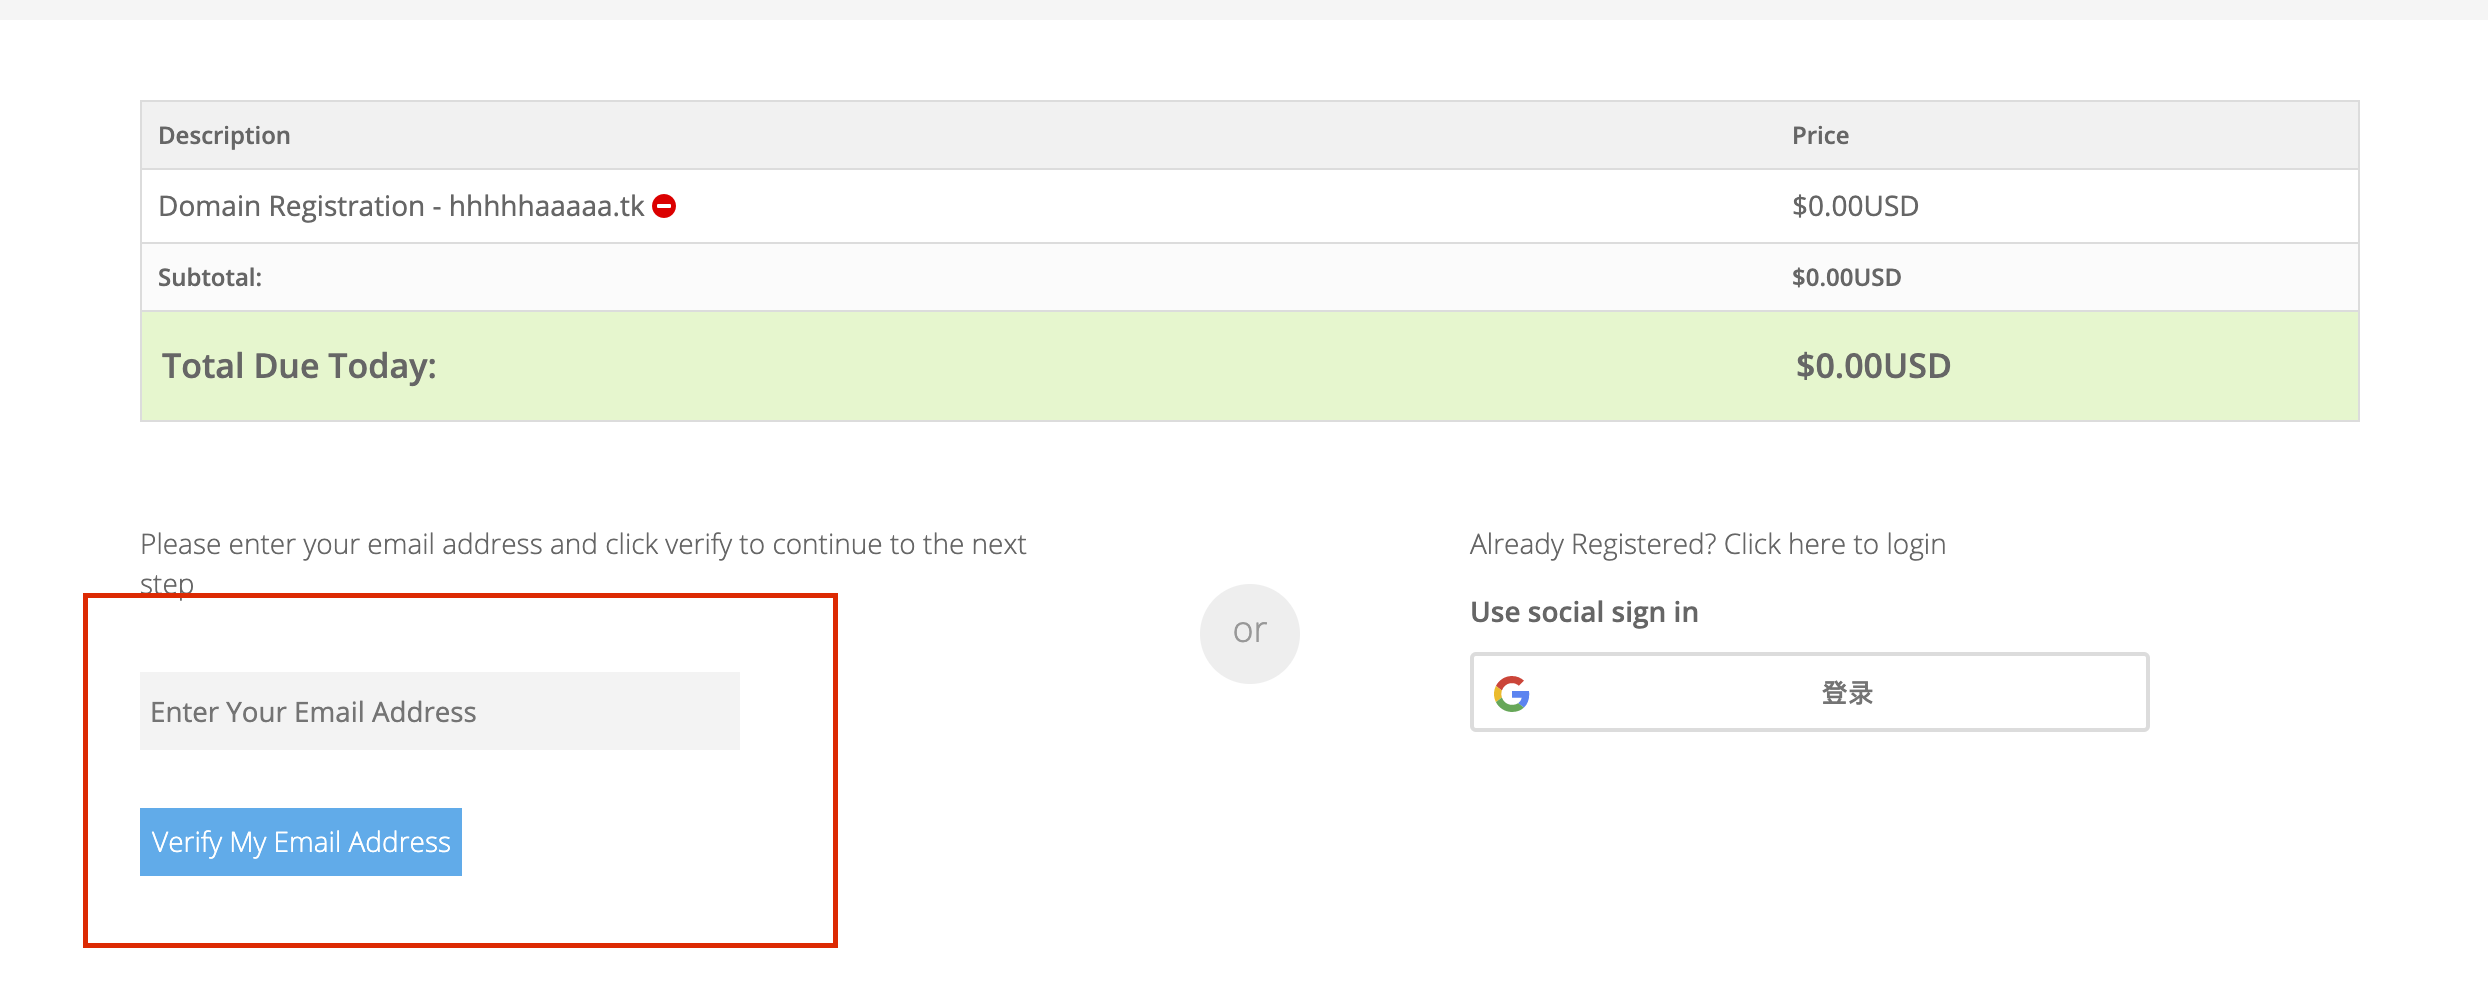 Description Price
Domain Registration - hhhhhaaaaa.tk $0.00USD
Subtotal: $0.00USD
Total Due Today: $0.00USD
Please enter your email address and click verify to continue to the next
step
Enter Your Email Address
Verify My Email Address
or
Already Registered? Click here to login
Use social sign in
登录